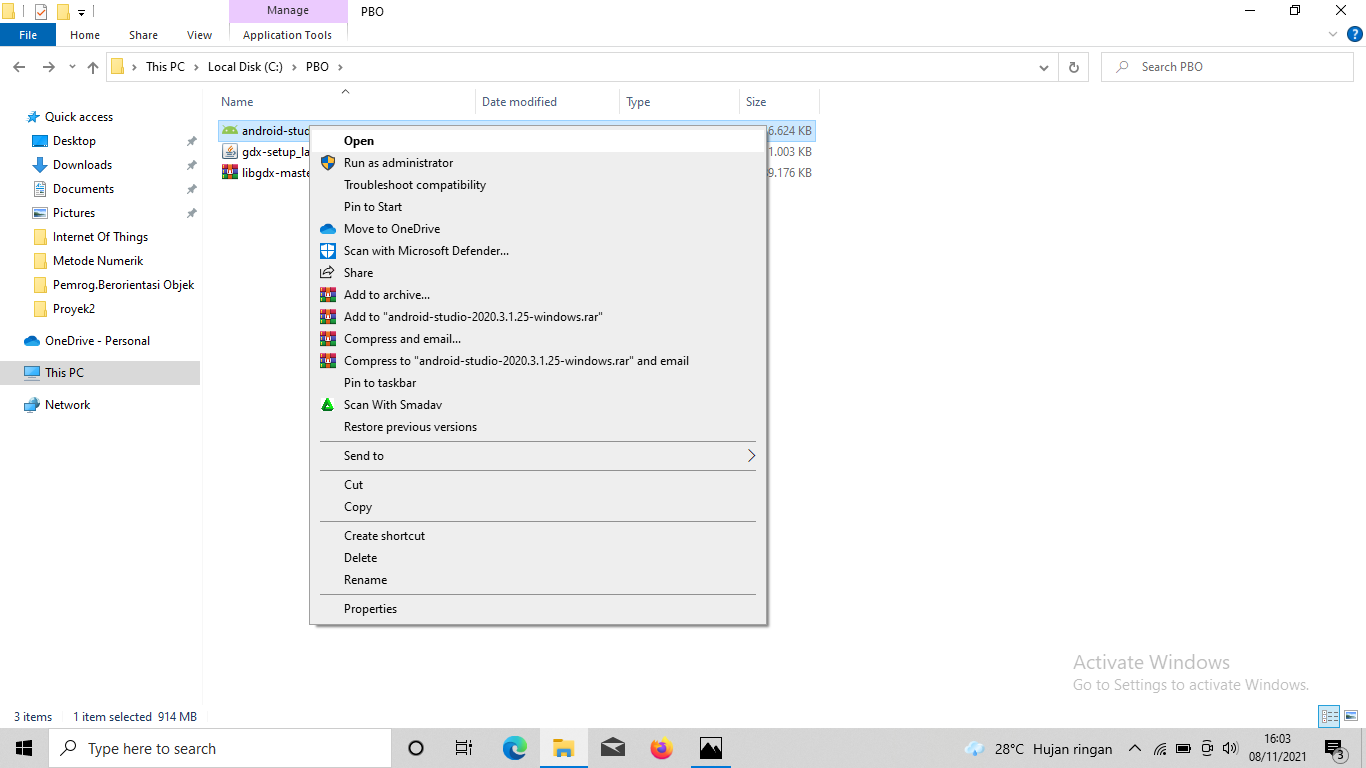 Manage
PBO
File
Home
Share
View
Application Tools
This PC
Local Disk (C:)
PBO
Search PBO
Name
Date modified
Type
Size
Quick access
Desktop
Downloads
Documents
Pictures
Internet Of Things
Metode Numerik
Pemrog.Berorientasi Objek
Proyek2
OneDrive - Personal
This PC
Network
android-stud
6.624 KB
gdx-setup_la
1.003 KB
libgdx-maste
9.176 KB
Open
Run as administrator
Troubleshoot compatibility
Pin to Start
Move to OneDrive
Scan with Microsoft Defender...
Share
Add to archive...
Add to "android-studio-2020.3.1.25-windows.rar"
Compress and email...
Compress to "android-studio-2020.3.1.25-windows.rar" and email
Pin to taskbar
Scan With Smadav
Restore previous versions
Send to
Cut
Copy
Create shortcut
Delete
Rename
Properties
Activate Windows
Go to Settings to activate Windows.
3 items
1 item selected 914 MB
Type here to search
28°C Hujan ringan
16:03
08/11/2021
3